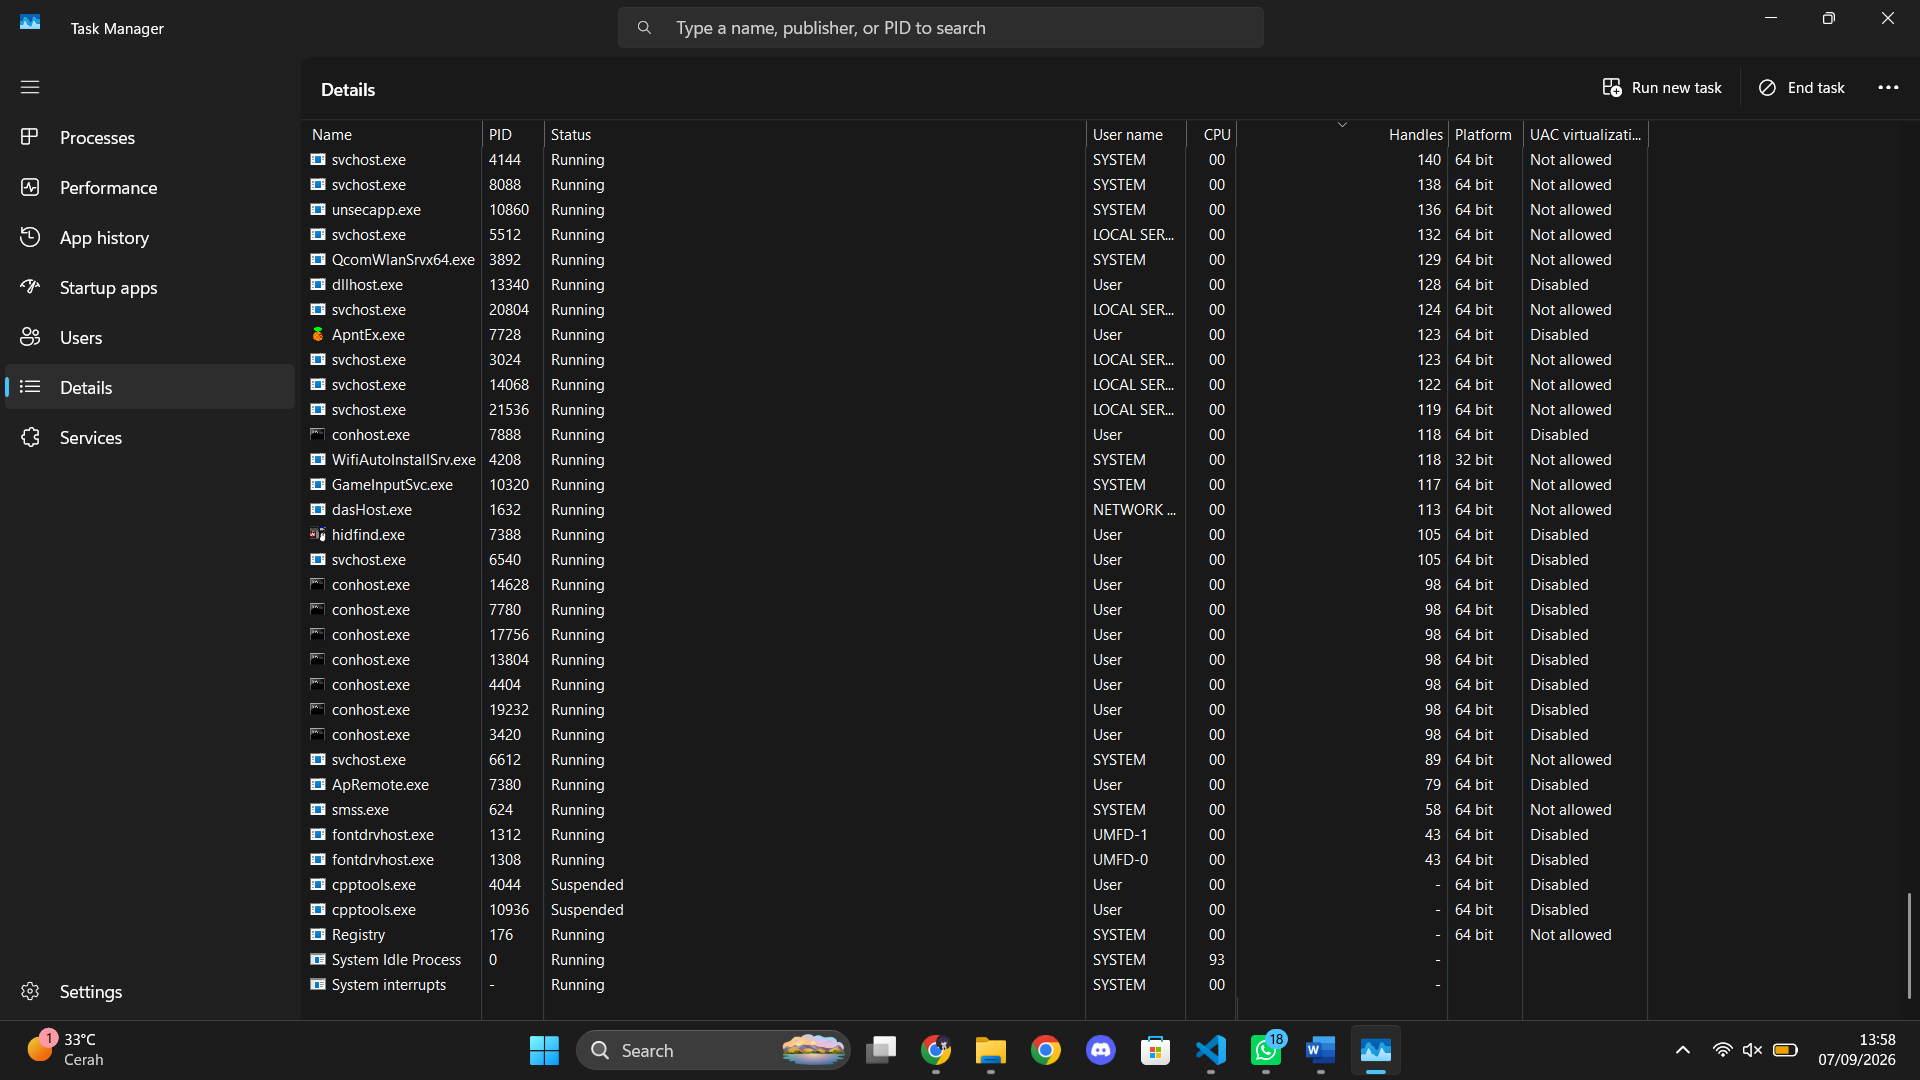 Task Manager
Type a name, publisher, or PID to search
Details
Run new task
End task
Processes
Performance
App history
Startup apps
Users
Details
Services
Settings
Name PID Status User name CPU Handles Platform UAC virtualizati...
svchost.exe 4144 Running SYSTEM 00 140 64 bit Not allowed
svchost.exe 8088 Running SYSTEM 00 138 64 bit Not allowed
unsecapp.exe 10860 Running SYSTEM 00 136 64 bit Not allowed
svchost.exe 5512 Running LOCAL SER... 00 132 64 bit Not allowed
QcomWlanSrvx64.exe 3892 Running SYSTEM 00 129 64 bit Not allowed
dllhost.exe 13340 Running User 00 128 64 bit Disabled
svchost.exe 20804 Running LOCAL SER... 00 124 64 bit Not allowed
ApntEx.exe 7728 Running User 00 123 64 bit Disabled
svchost.exe 3024 Running LOCAL SER... 00 123 64 bit Not allowed
svchost.exe 14068 Running LOCAL SER... 00 122 64 bit Not allowed
svchost.exe 21536 Running LOCAL SER... 00 119 64 bit Not allowed
conhost.exe 7888 Running User 00 118 64 bit Disabled
WifiAutoInstallSrv.exe 4208 Running SYSTEM 00 118 32 bit Not allowed
GameInputSvc.exe 10320 Running SYSTEM 00 117 64 bit Not allowed
dasHost.exe 1632 Running NETWORK ... 00 113 64 bit Not allowed
hidfind.exe 7388 Running User 00 105 64 bit Disabled
svchost.exe 6540 Running User 00 105 64 bit Disabled
conhost.exe 14628 Running User 00 98 64 bit Disabled
conhost.exe 7780 Running User 00 98 64 bit Disabled
conhost.exe 17756 Running User 00 98 64 bit Disabled
conhost.exe 13804 Running User 00 98 64 bit Disabled
conhost.exe 4404 Running User 00 98 64 bit Disabled
conhost.exe 19232 Running User 00 98 64 bit Disabled
conhost.exe 3420 Running User 00 98 64 bit Disabled
svchost.exe 6612 Running SYSTEM 00 89 64 bit Not allowed
ApRemote.exe 7380 Running User 00 79 64 bit Disabled
smss.exe 624 Running SYSTEM 00 58 64 bit Not allowed
fontdrvhost.exe 1312 Running UMFD-1 00 43 64 bit Disabled
fontdrvhost.exe 1308 Running UMFD-0 00 43 64 bit Disabled
cpptools.exe 4044 Suspended User 00 - 64 bit Disabled
cpptools.exe 10936 Suspended User 00 - 64 bit Disabled
Registry 176 Running SYSTEM 00 - 64 bit Not allowed
System Idle Process 0 Running SYSTEM 93 -
System interrupts - Running SYSTEM 00 -
1
33°C
Cerah
Search
18
W
13:58
07/09/2026